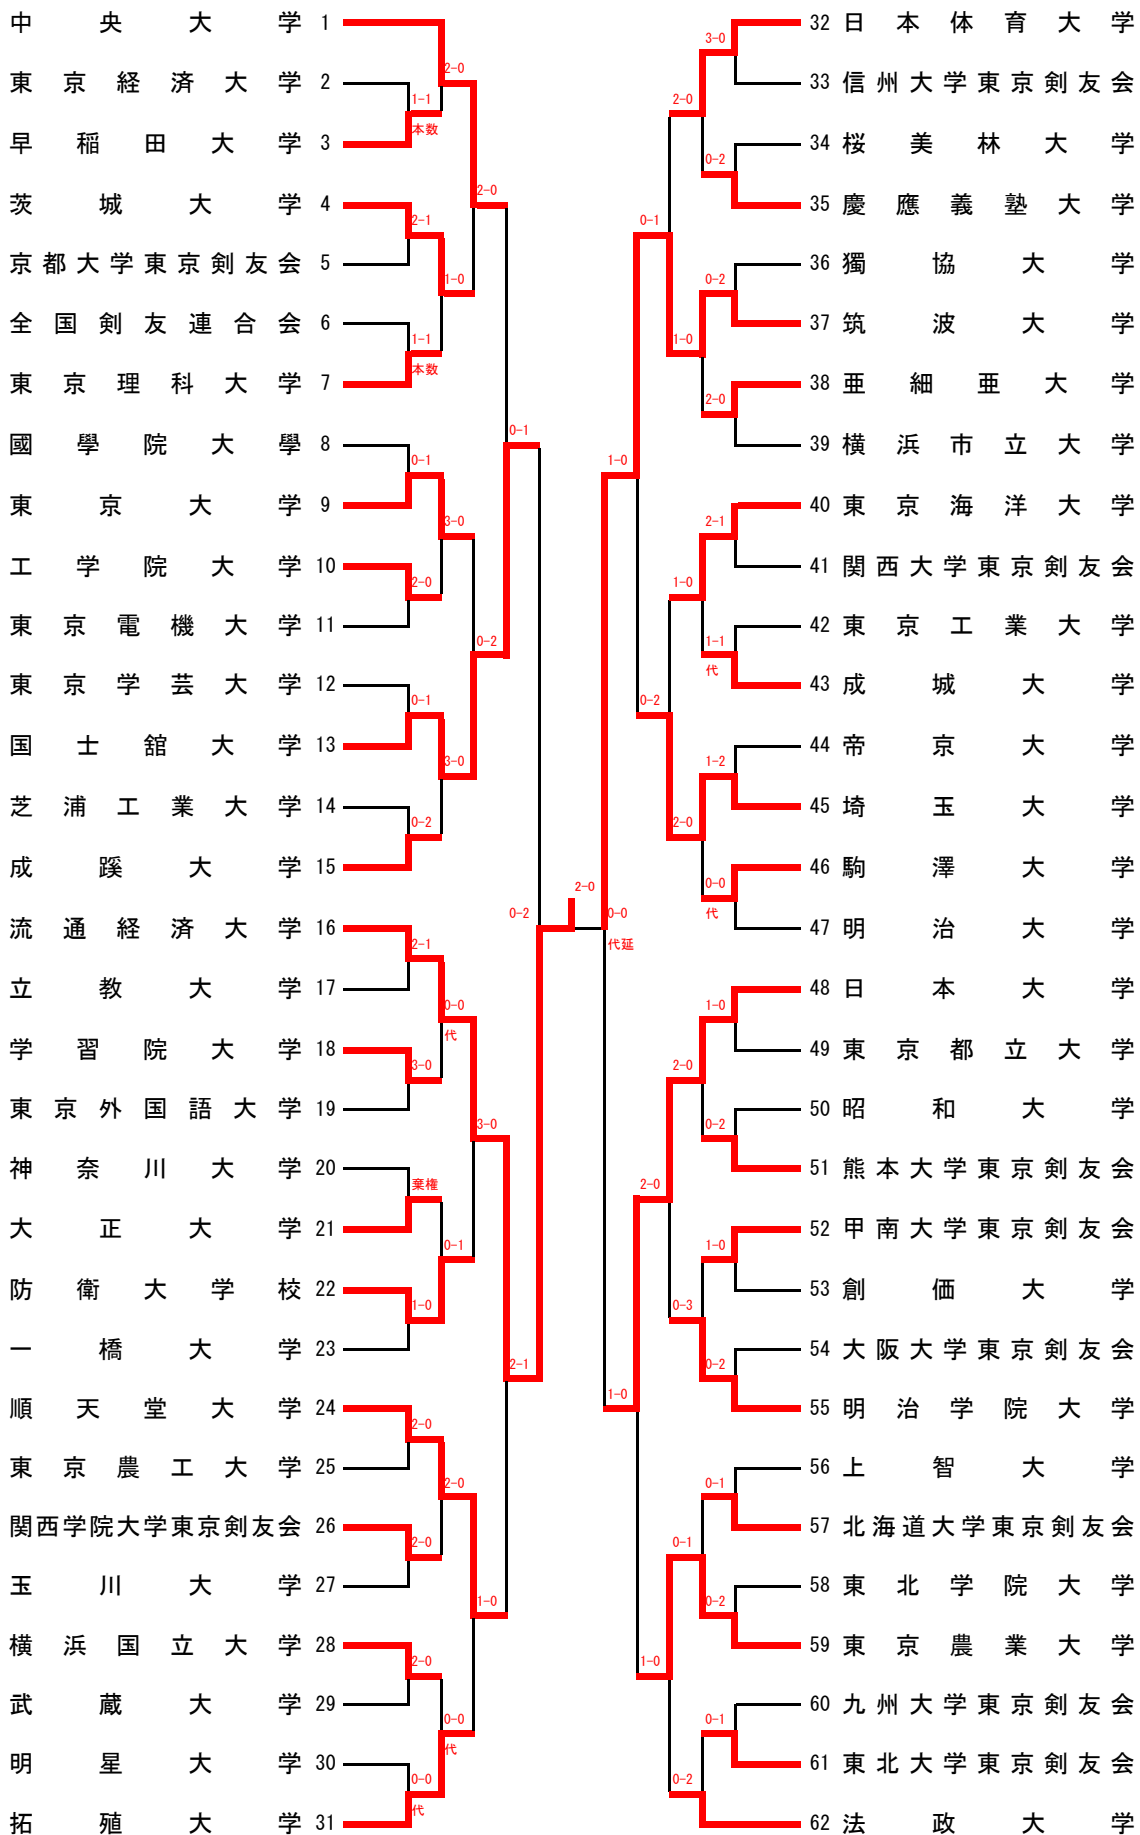 中央大学 1
東京経済大学 2
早稲田大学 3
茨城大学 4
京都大学東京剣友会 5
全国剣友連合会 6
東京理科大学 7
國學院大學 8
東京大学 9
工学院大学 10
東京電機大学 11
東京学芸大学 12
国士舘大学 13
芝浦工業大学 14
成蹊大学 15
流通経済大学 16
立教大学 17
学習院大学 18
東京外国語大学 19
神奈川大学 20
大正大学 21
防衛大学校 22
一橋大学 23
順天堂大学 24
東京農工大学 25
関西学院大学東京剣友会 26
玉川大学 27
横浜国立大学 28
武蔵大学 29
明星大学 30
拓殖大学 31
1-1
本数
2-1
1-1
本数
0-1
2-0
0-1
0-2
2-1
3-0
棄権
1-0
2-0
2-0
2-0
0-0
代
2-0
1-0
3-0
3-0
0-0
代
0-1
2-0
0-0
代
2-0
0-2
3-0
1-0
0-1
2-1
0-2
2-0
0-0
代延
1-0
1-0
0-1
0-2
2-0
1-0
2-0
1-0
1-0
2-0
2-0
0-3
0-1
0-2
3-0
0-2
0-2
2-0
2-1
1-1
代
1-2
0-0
代
1-0
0-2
1-0
0-2
0-1
0-2
0-1
32 日本体育大学
33 信州大学東京剣友会
34 桜美林大学
35 慶應義塾大学
36 獨協大学
37 筑波大学
38 亜細亜大学
39 横浜市立大学
40 東京海洋大学
41 関西大学東京剣友会
42 東京工業大学
43 成城大学
44 帝京大学
45 埼玉大学
46 駒澤大学
47 明治大学
48 日本大学
49 東京都立大学
50 昭和大学
51 熊本大学東京剣友会
52 甲南大学東京剣友会
53 創価大学
54 大阪大学東京剣友会
55 明治学院大学
56 上智大学
57 北海道大学東京剣友会
58 東北学院大学
59 東京農業大学
60 九州大学東京剣友会
61 東北大学東京剣友会
62 法政大学